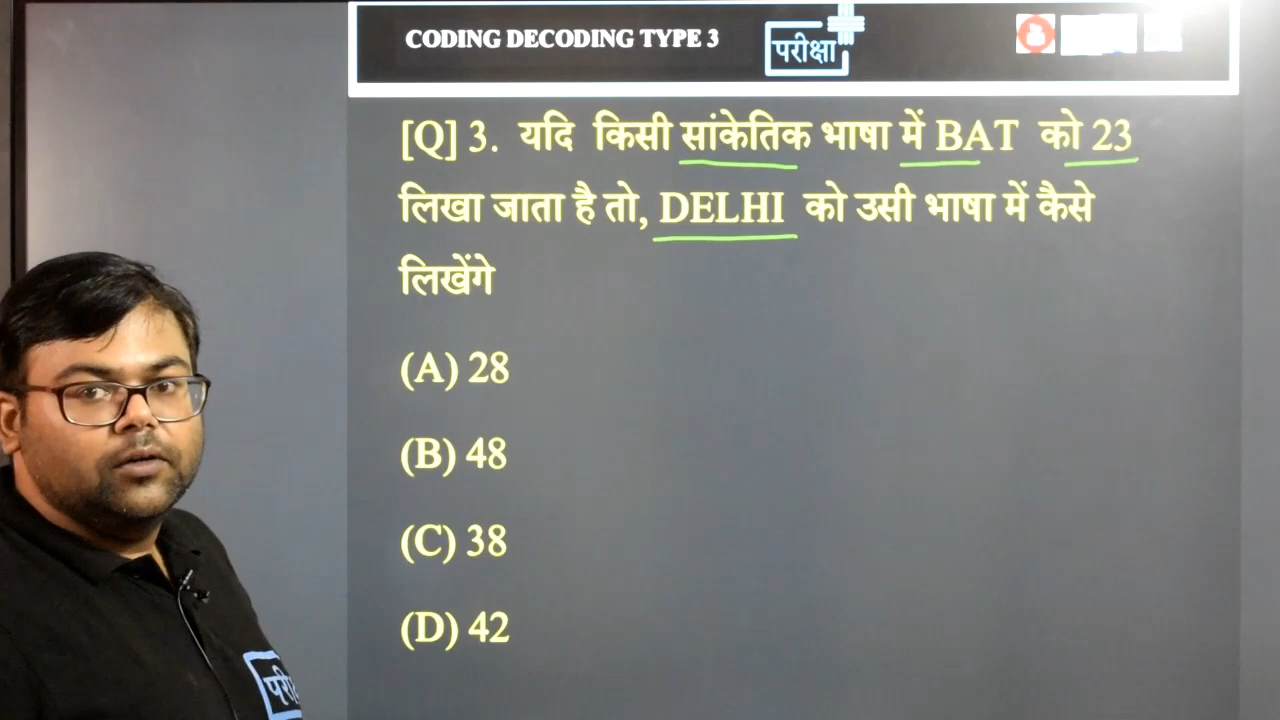 CODING DECODING TYPE 3
परीक्षा
[Q] 3. यदि किसी सांकेतिक भाषा में BAT को 23
लिखा जाता है तो, DELHI को उसी भाषा में कैसे
लिखेंगे
(A) 28
(B) 48
(C) 38
(D) 42